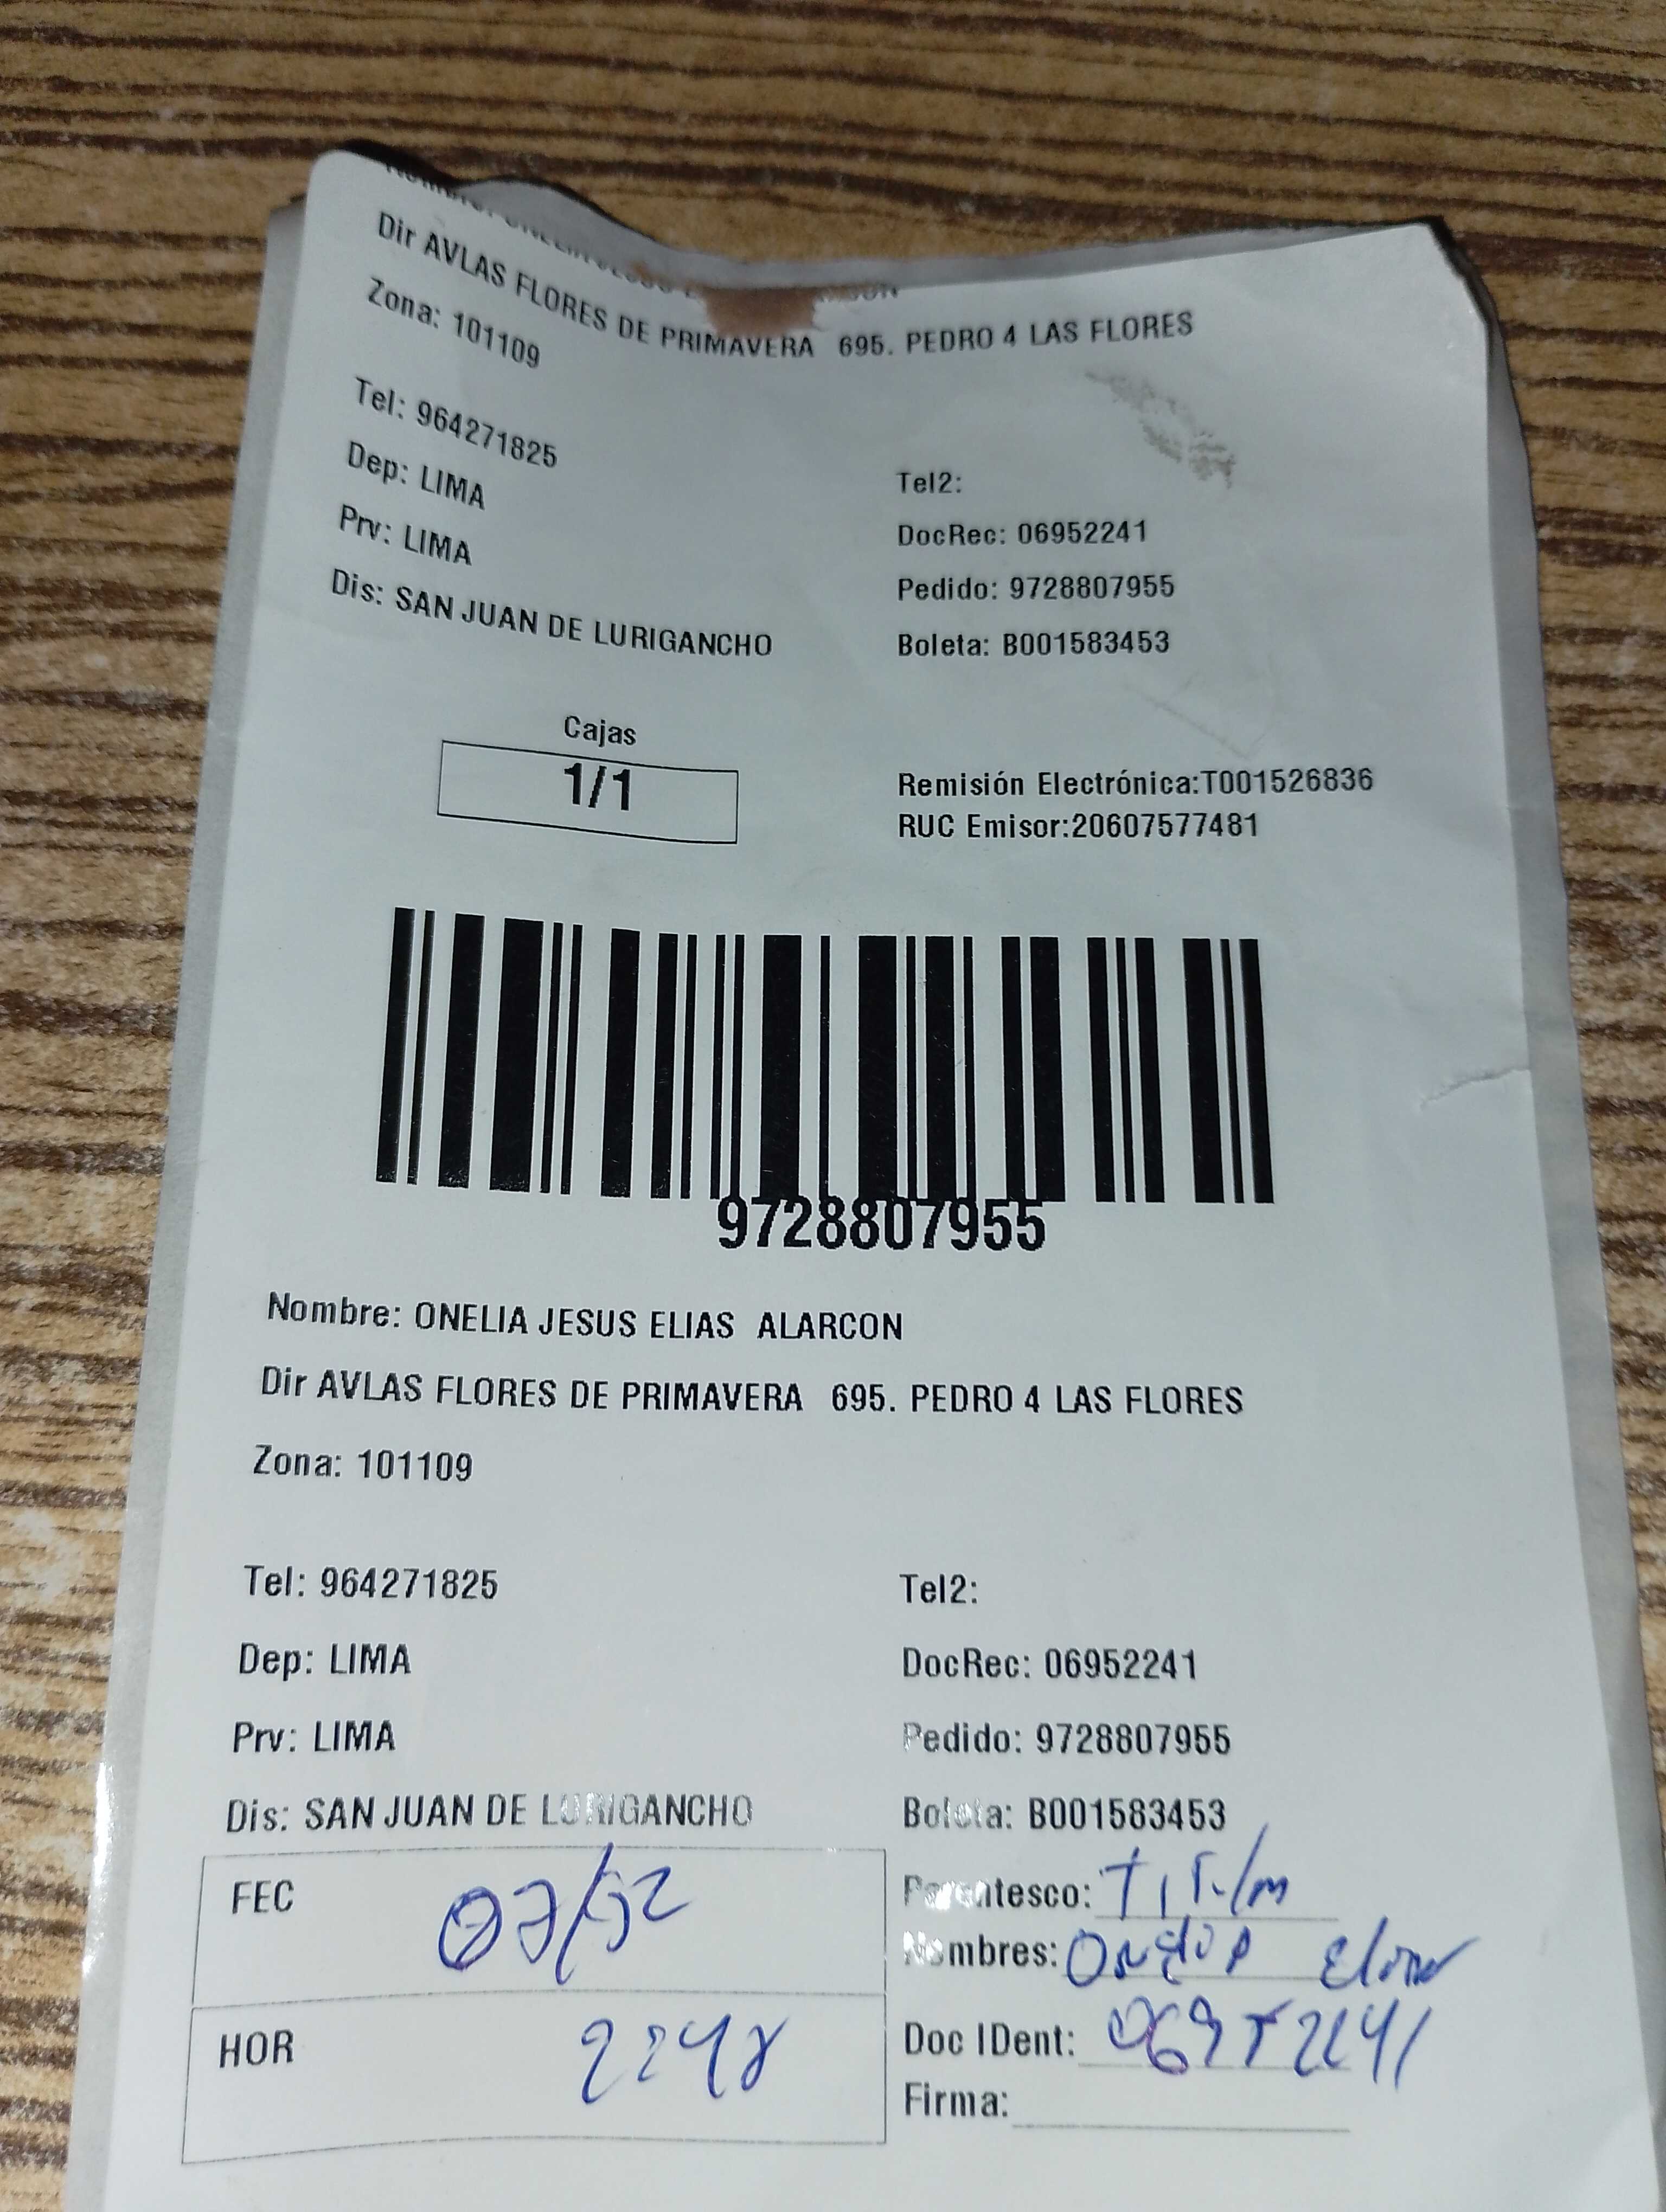 Dir AVLAS FLORES DE PRIMAVERA 695. PEDRO 4 LAS FLORES
Zona: 101109
Tel: 964271825
Tel2:
Dep: LIMA
DocRec: 06952241
Prv: LIMA
Pedido: 9728807955
Dis: SAN JUAN DE LURIGANCHO
Boleta: B001583453
Cajas
1/1
Remisión Electrónica:T001526836
RUC Emisor:20607577481
9728807955
Nombre: ONELIA JESUS ELIAS ALARCON
Dir AVLAS FLORES DE PRIMAVERA 695. PEDRO 4 LAS FLORES
Zona: 101109
Tel: 964271825
Tel2:
Dep: LIMA
DocRec: 06952241
Prv: LIMA
Pedido: 9728807955
Dis: SAN JUAN DE LURIGANCHO
Boleta: B001583453
FEC
Parentesco:
Nombres:
HOR
Doc IDent: 06952241
Firma: